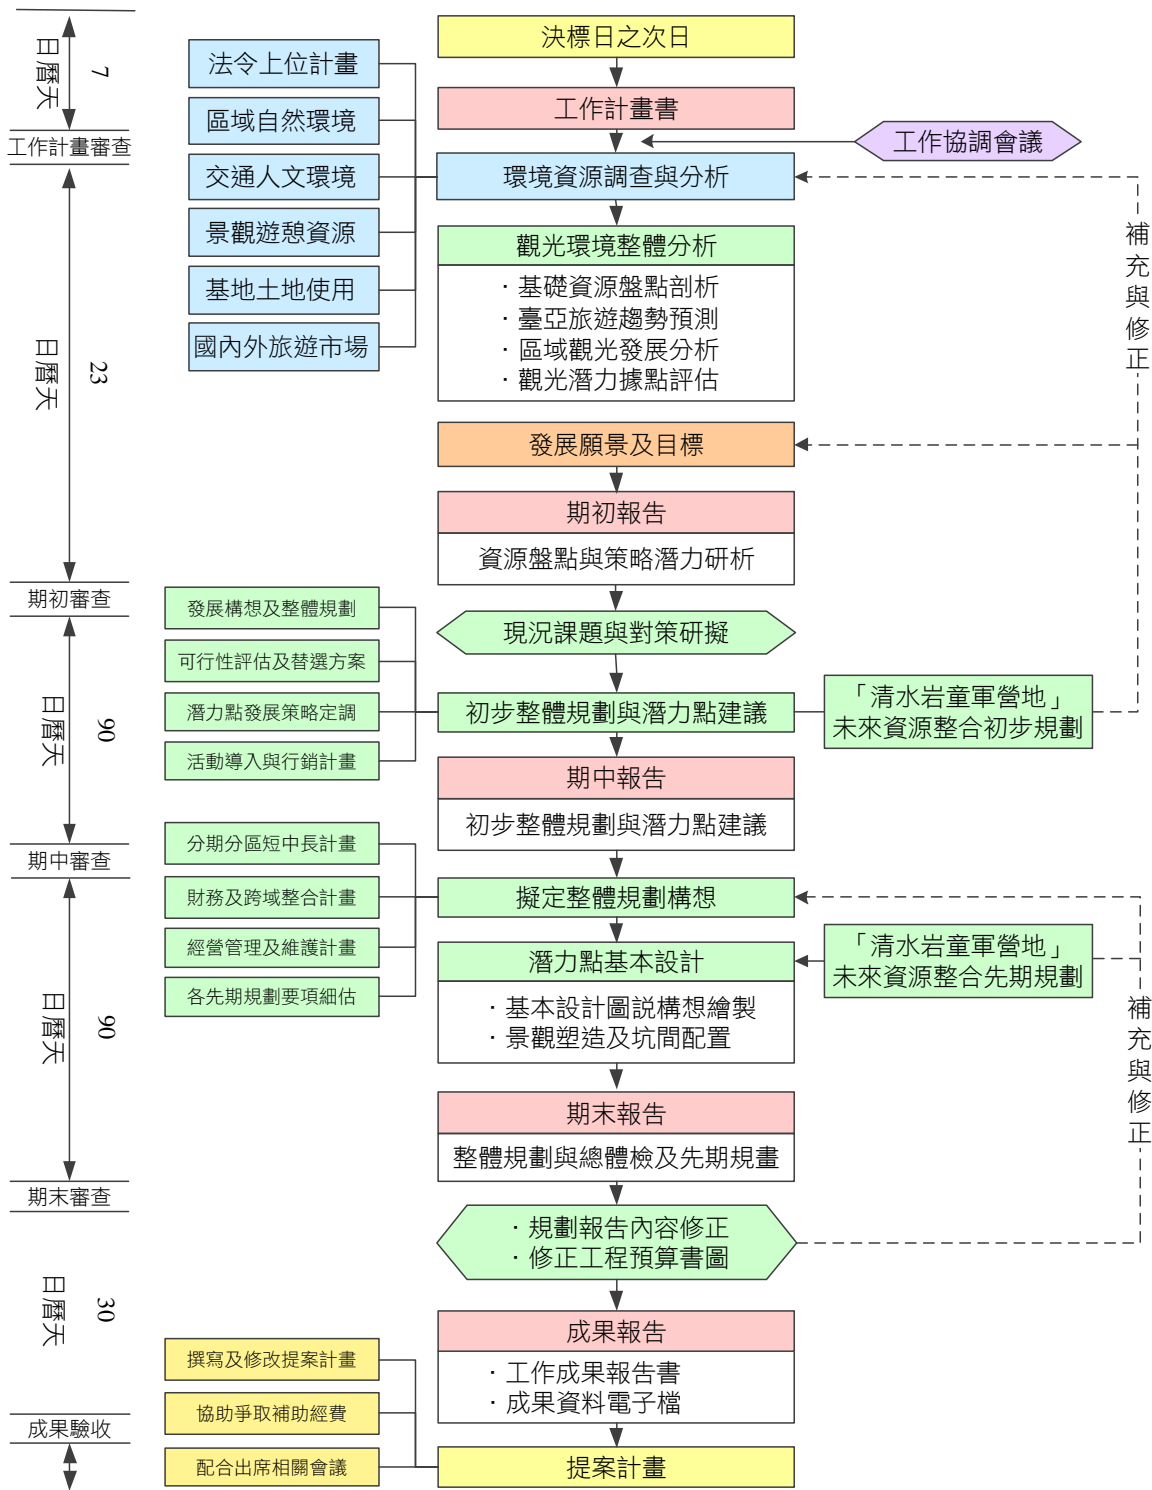 決標日之次日
工作計畫書
工作協調會議
環境資源調查與分析
法令上位計畫
區域自然環境
交通人文環境
景觀遊憩資源
基地土地使用
國內外旅遊市場
觀光環境整體分析
·基礎資源盤點剖析
·臺亞旅遊趨勢預測
·區域觀光發展分析
·觀光潛力據點評估
補充與修正
發展願景及目標
期初報告
資源盤點與策略潛力研析
現況課題與對策研擬
發展構想及整體規劃
可行性評估及替選方案
潛力點發展策略定調
活動導入與行銷計畫
初步整體規劃與潛力點建議
「清水岩童軍營地」
未來資源整合初步規劃
期中報告
初步整體規劃與潛力點建議
分期分區短中長計畫
財務及跨域整合計畫
經營管理及維護計畫
各先期規劃要項細估
擬定整體規劃構想
潛力點基本設計
·基本設計圖説構想繪製
·景觀塑造及坑間配置
「清水岩童軍營地」
未來資源整合先期規劃
補充與修正
期末報告
整體規劃與總體檢及先期規畫
·規劃報告內容修正
·修正工程預算書圖
成果報告
·工作成果報告書
·成果資料電子檔
撰寫及修改提案計畫
協助爭取補助經費
配合出席相關會議
提案計畫
7
日曆天
工作計畫審查
23
日曆天
期初審查
90
日曆天
期中審查
90
日曆天
期末審查
30
日曆天
成果驗收